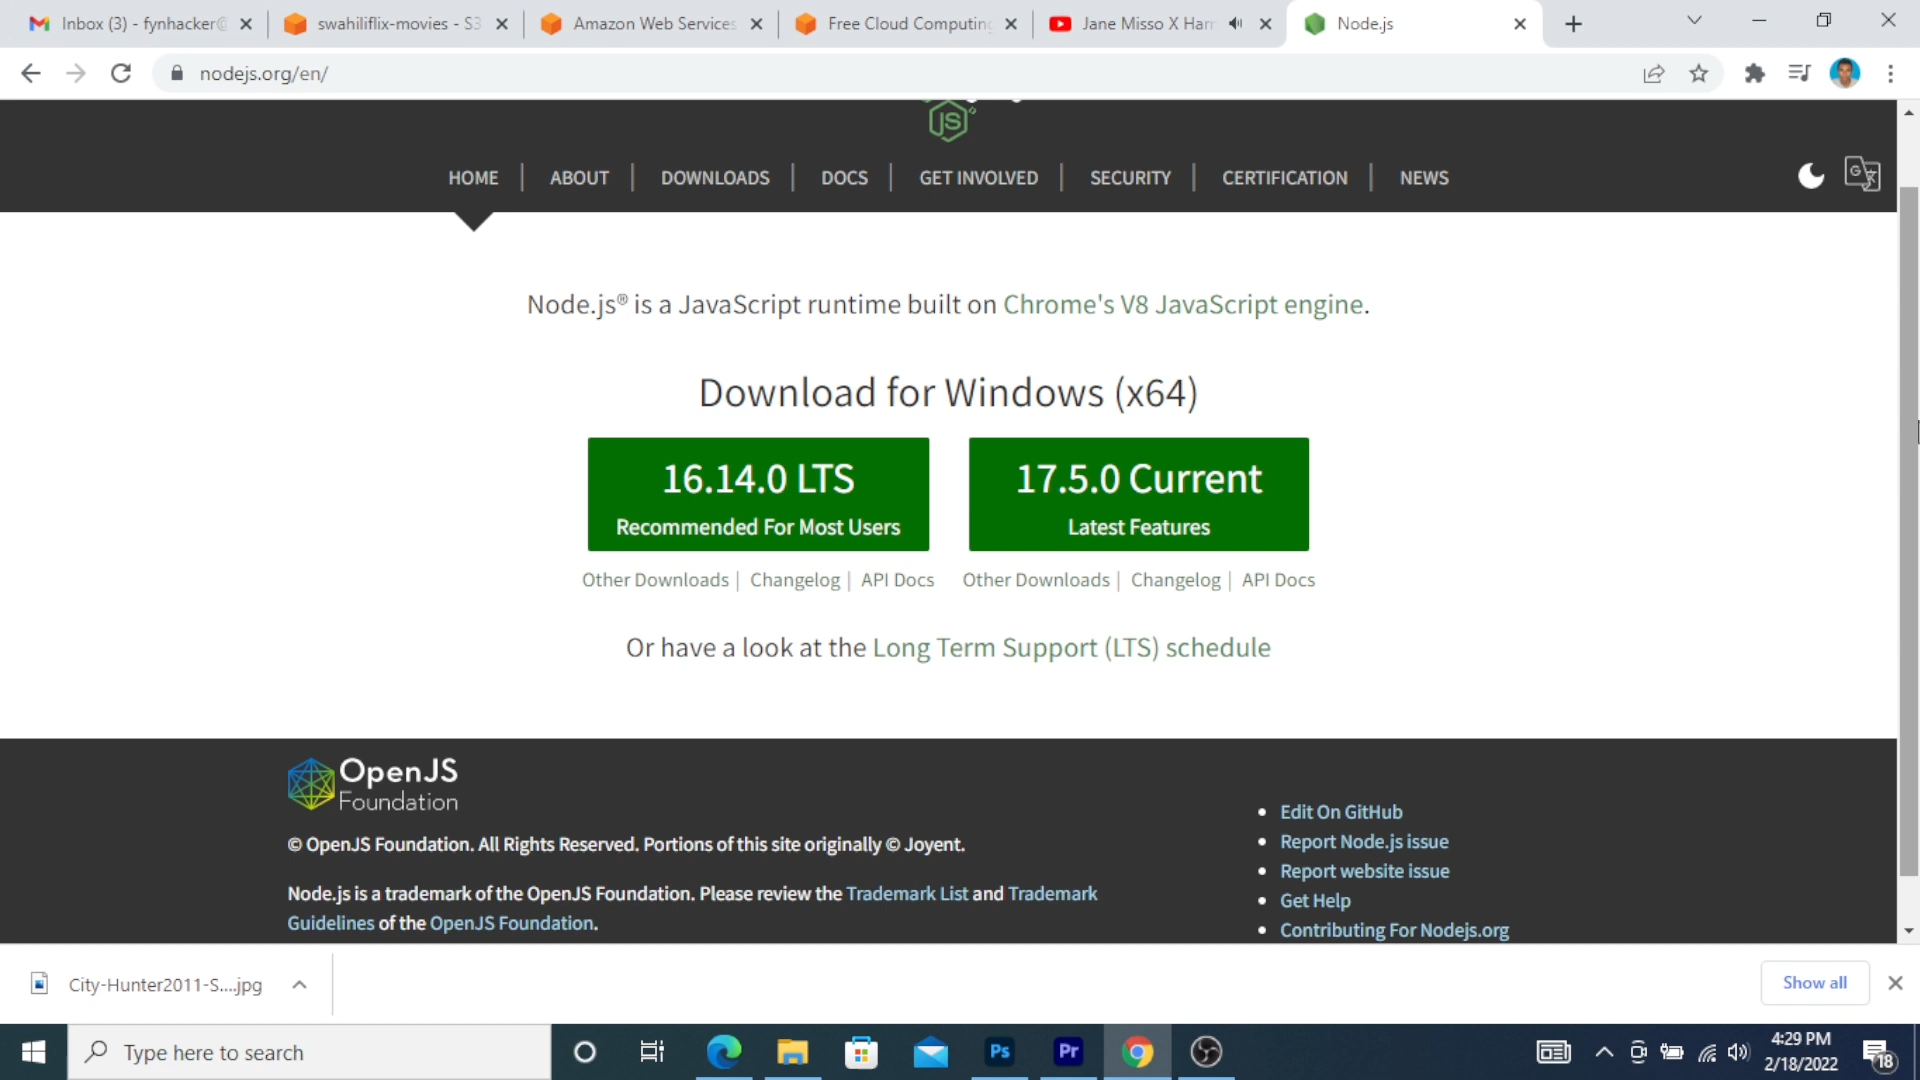 Inbox (3) - fynhacker@
swahiliflix-movies - S3
Amazon Web Services
Free Cloud Computing
Jane Misso X Harm
Node.js
nodejs.org/en/
JS
HOME | ABOUT | DOWNLOADS | DOCS | GET INVOLVED | SECURITY | CERTIFICATION | NEWS
Node.js® is a JavaScript runtime built on Chrome's V8 JavaScript engine.
Download for Windows (x64)
16.14.0 LTS
Recommended For Most Users
17.5.0 Current
Latest Features
Other Downloads | Changelog | API Docs
Other Downloads | Changelog | API Docs
Or have a look at the Long Term Support (LTS) schedule
OpenJS
Foundation
© OpenJS Foundation. All Rights Reserved. Portions of this site originally © Joyent.
Node.js is a trademark of the OpenJS Foundation. Please review the Trademark List and Trademark
Guidelines of the OpenJS Foundation.
Edit On GitHub
Report Node.js issue
Report website issue
Get Help
Contributing For Nodejs.org
City-Hunter2011-S....jpg
Show all
Type here to search
Ps
Pr
4:29 PM
2/18/2022
18